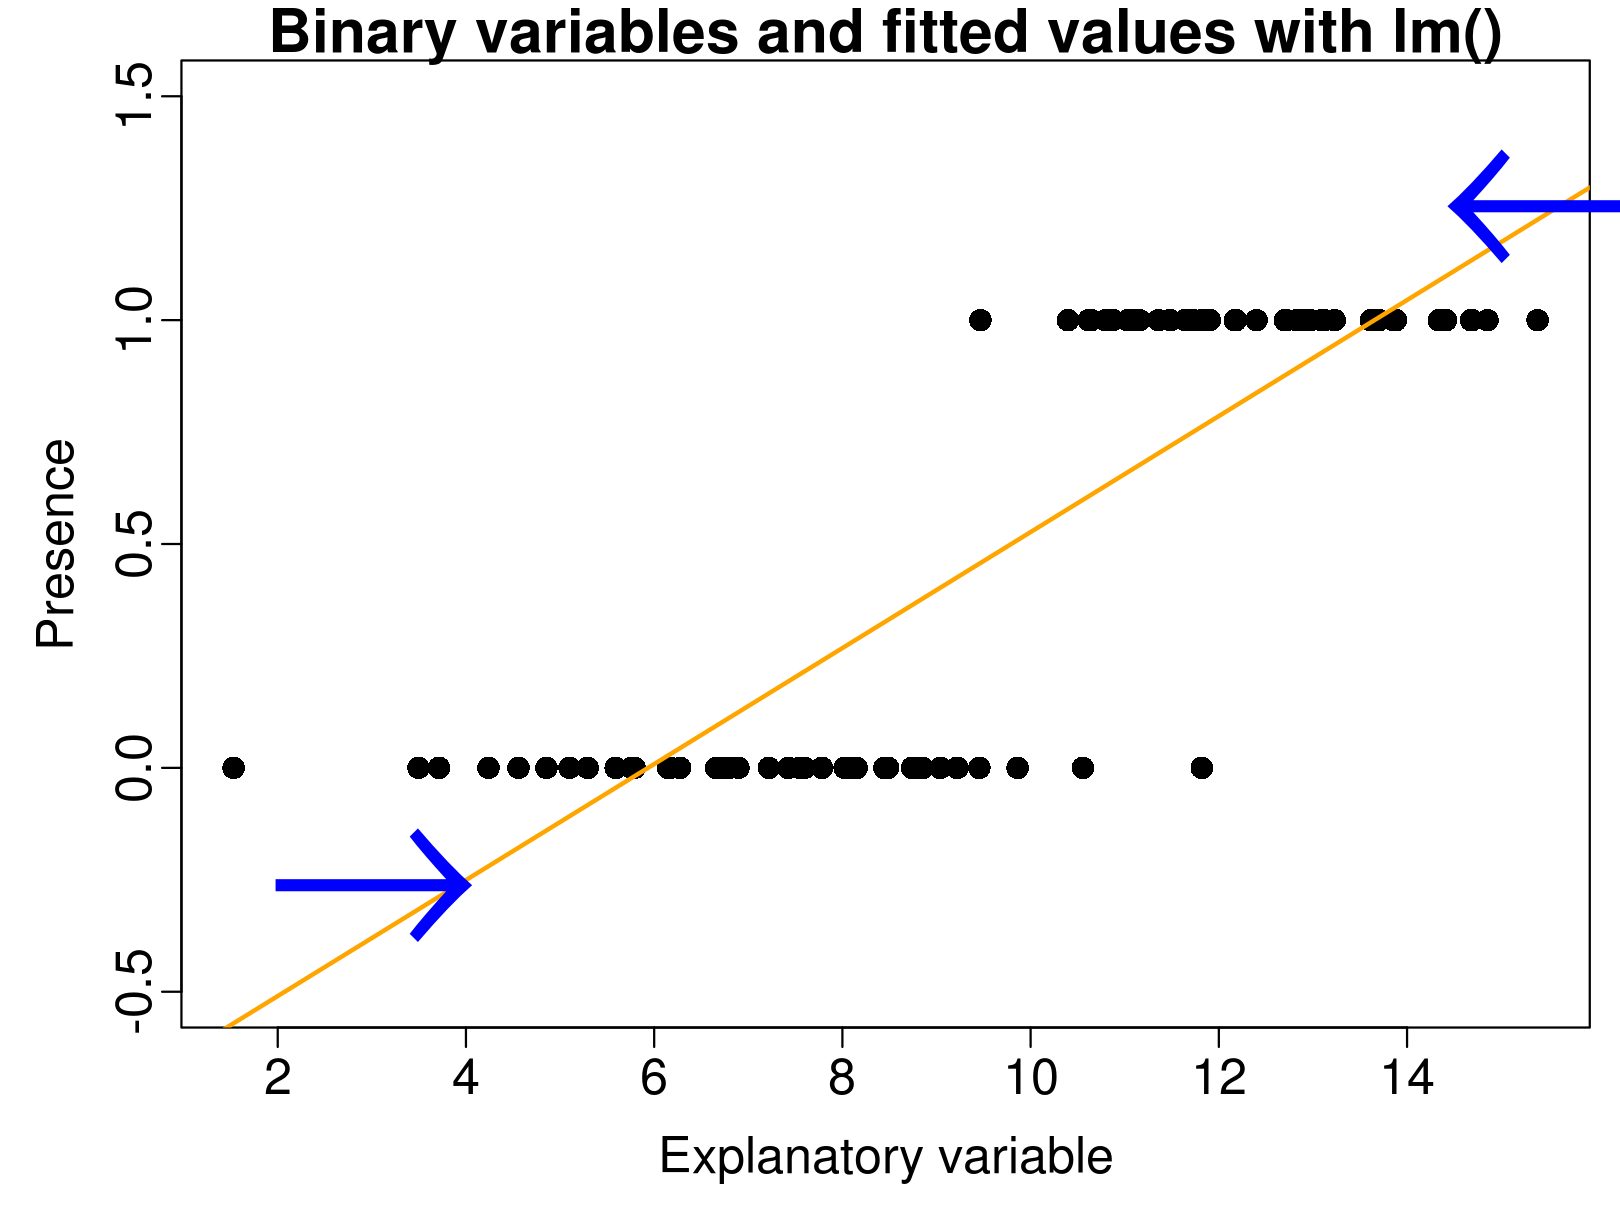 Binary variables and fitted values with lm()
1.5
1.0
0.5
0.0
-0.5
Presence
2 4 6 8 10 12 14
Explanatory variable